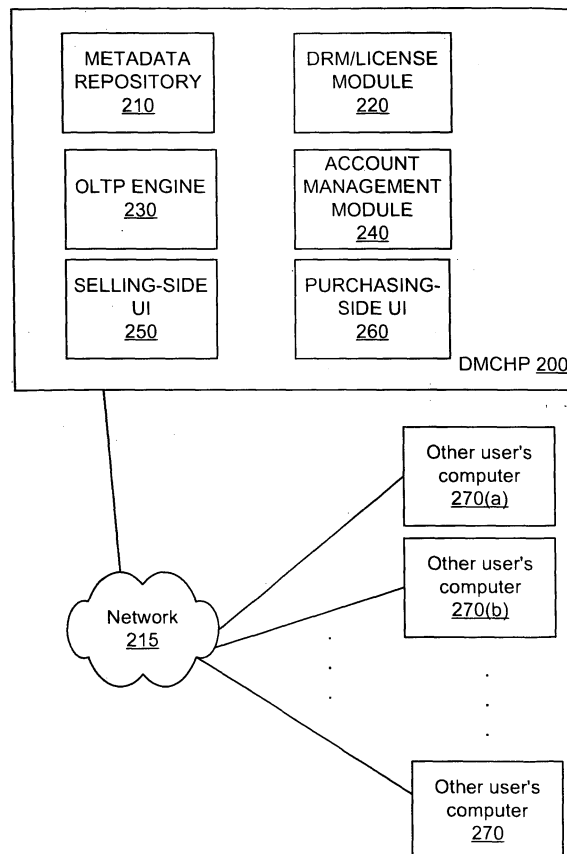 METADATA
REPOSITORY
210
DRM/LICENSE
MODULE
220
OLTP ENGINE
230
ACCOUNT
MANAGEMENT
MODULE
240
SELLING-SIDE
UI
250
PURCHASING-
SIDE UI
260
DMCHP 200
Other user's
computer
270(a)
Other user's
computer
270(b)
Network
215
Other user's
computer
270